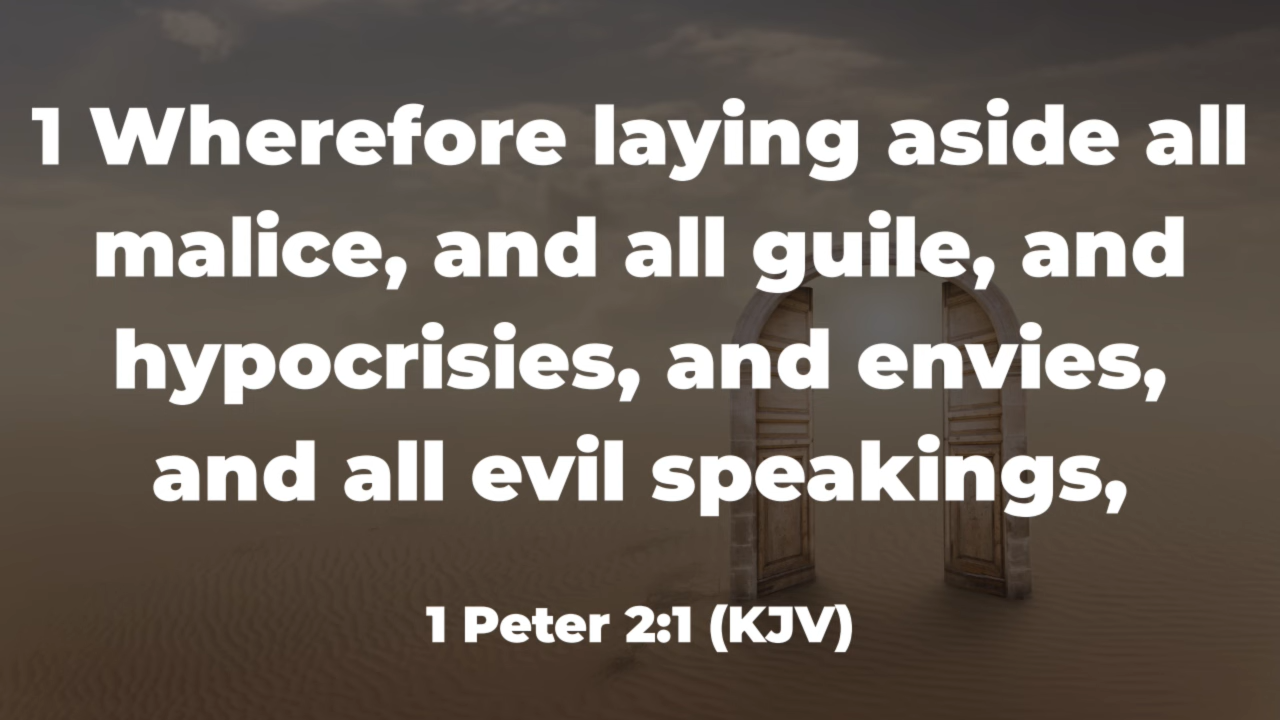 1 Wherefore laying aside all
malice, and all guile, and
hypocrisies, and envies,
and all evil speakings,
1 Peter 2:1 (KJV)